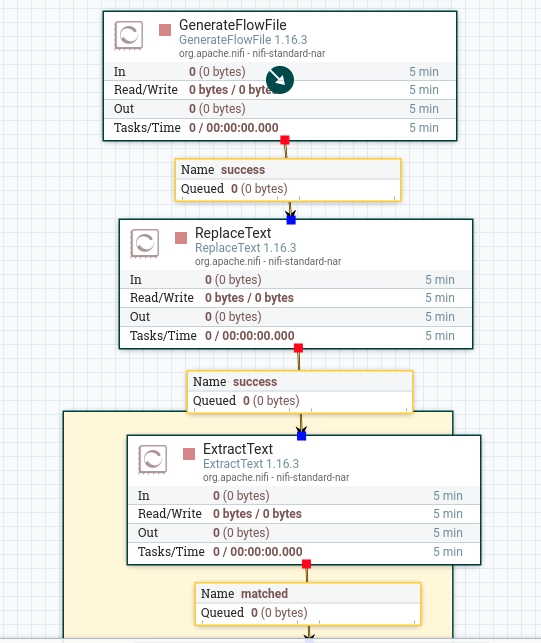 GenerateFlowFile
GenerateFlowFile 1.16.3
org.apache.nifi - nifi-standard-nar
In 0 (0 bytes) 5 min
Read/Write 0 bytes / 0 bytes 5 min
Out 0 (0 bytes) 5 min
Tasks/Time 0 / 00:00:00.000 5 min
Name success
Queued 0 (0 bytes)
ReplaceText
ReplaceText 1.16.3
org.apache.nifi - nifi-standard-nar
In 0 (0 bytes) 5 min
Read/Write 0 bytes / 0 bytes 5 min
Out 0 (0 bytes) 5 min
Tasks/Time 0 / 00:00:00.000 5 min
Name success
Queued 0 (0 bytes)
ExtractText
ExtractText 1.16.3
org.apache.nifi - nifi-standard-nar
In 0 (0 bytes) 5 min
Read/Write 0 bytes / 0 bytes 5 min
Out 0 (0 bytes) 5 min
Tasks/Time 0 / 00:00:00.000 5 min
Name matched
Queued 0 (0 bytes)